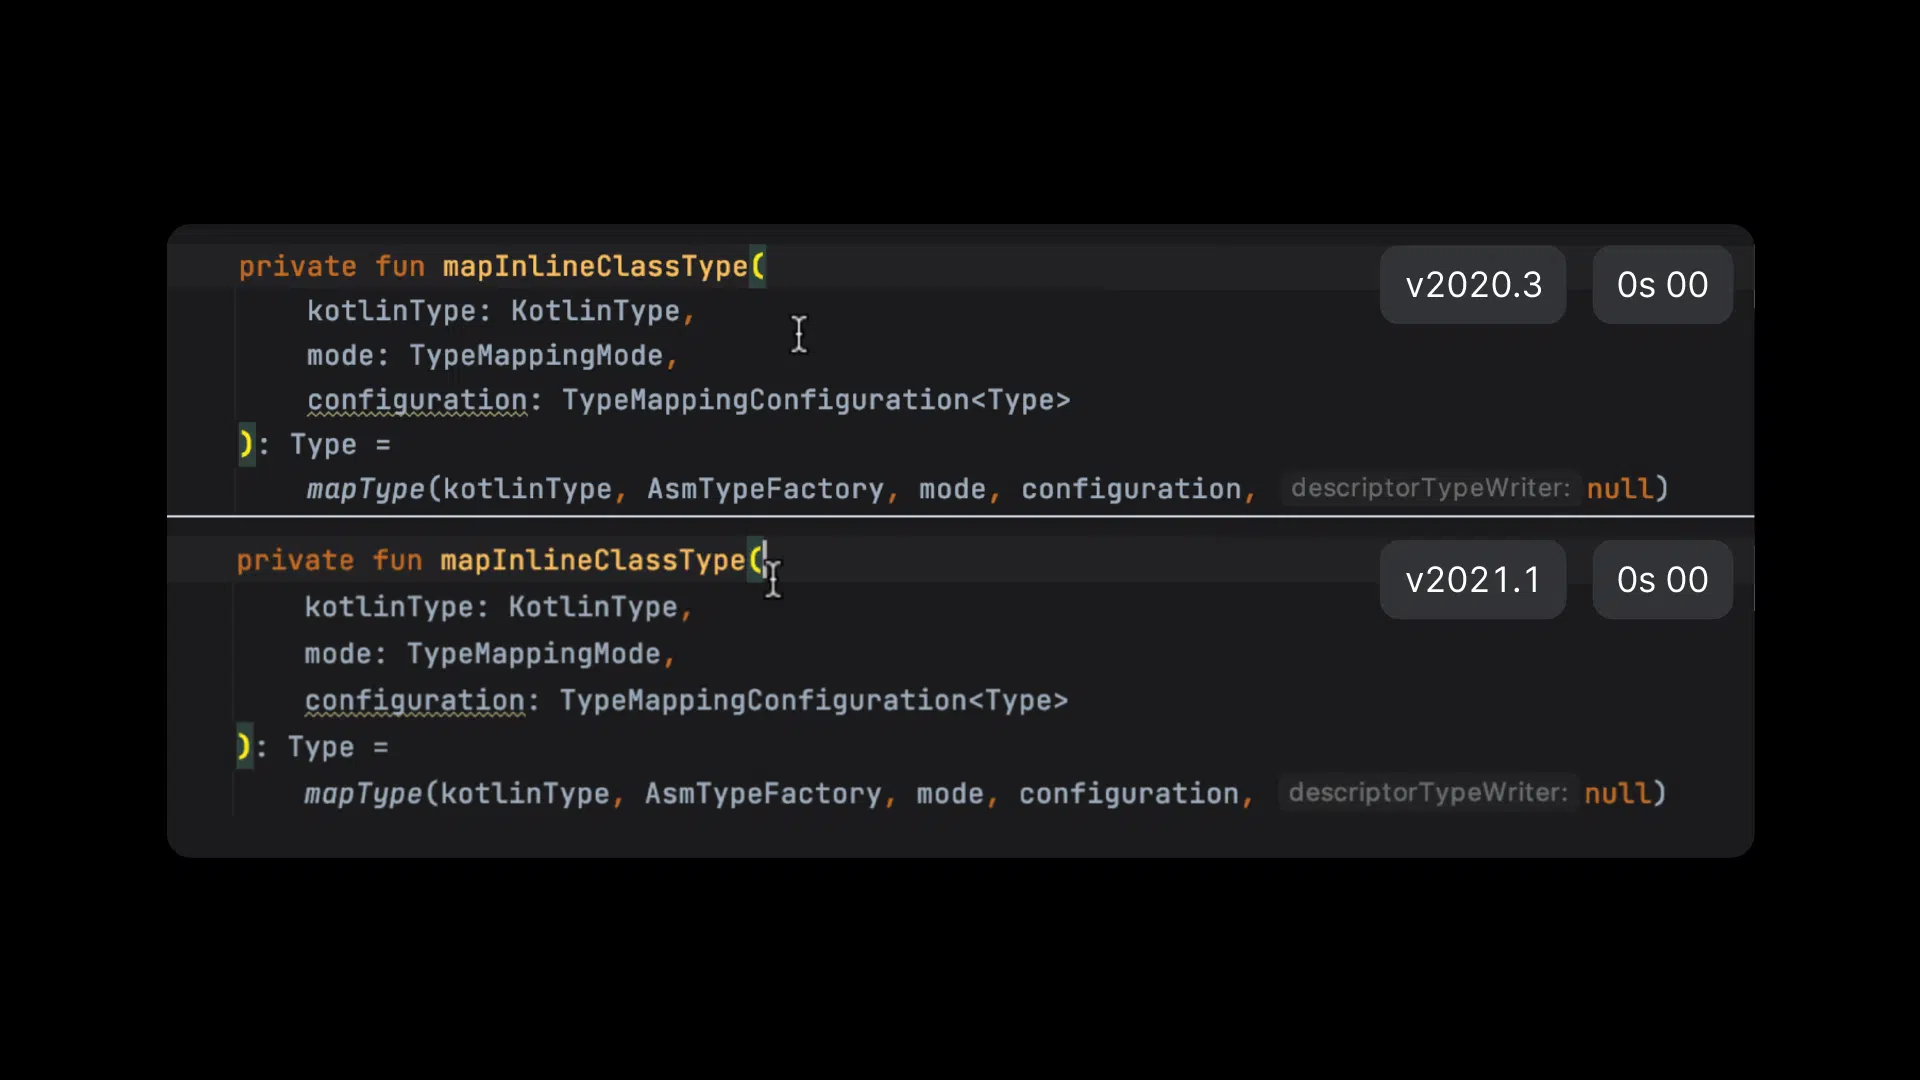 private fun mapInlineClassType(
v2020.3 0s 00
kotlinType: KotlinType,
mode: TypeMappingMode,
configuration: TypeMappingConfiguration<Type>
): Type =
mapType(kotlinType, AsmTypeFactory, mode, configuration, descriptorTypeWriter: null)
private fun mapInlineClassType(
v2021.1 0s 00
kotlinType: KotlinType,
mode: TypeMappingMode,
configuration: TypeMappingConfiguration<Type>
): Type =
mapType(kotlinType, AsmTypeFactory, mode, configuration, descriptorTypeWriter: null)